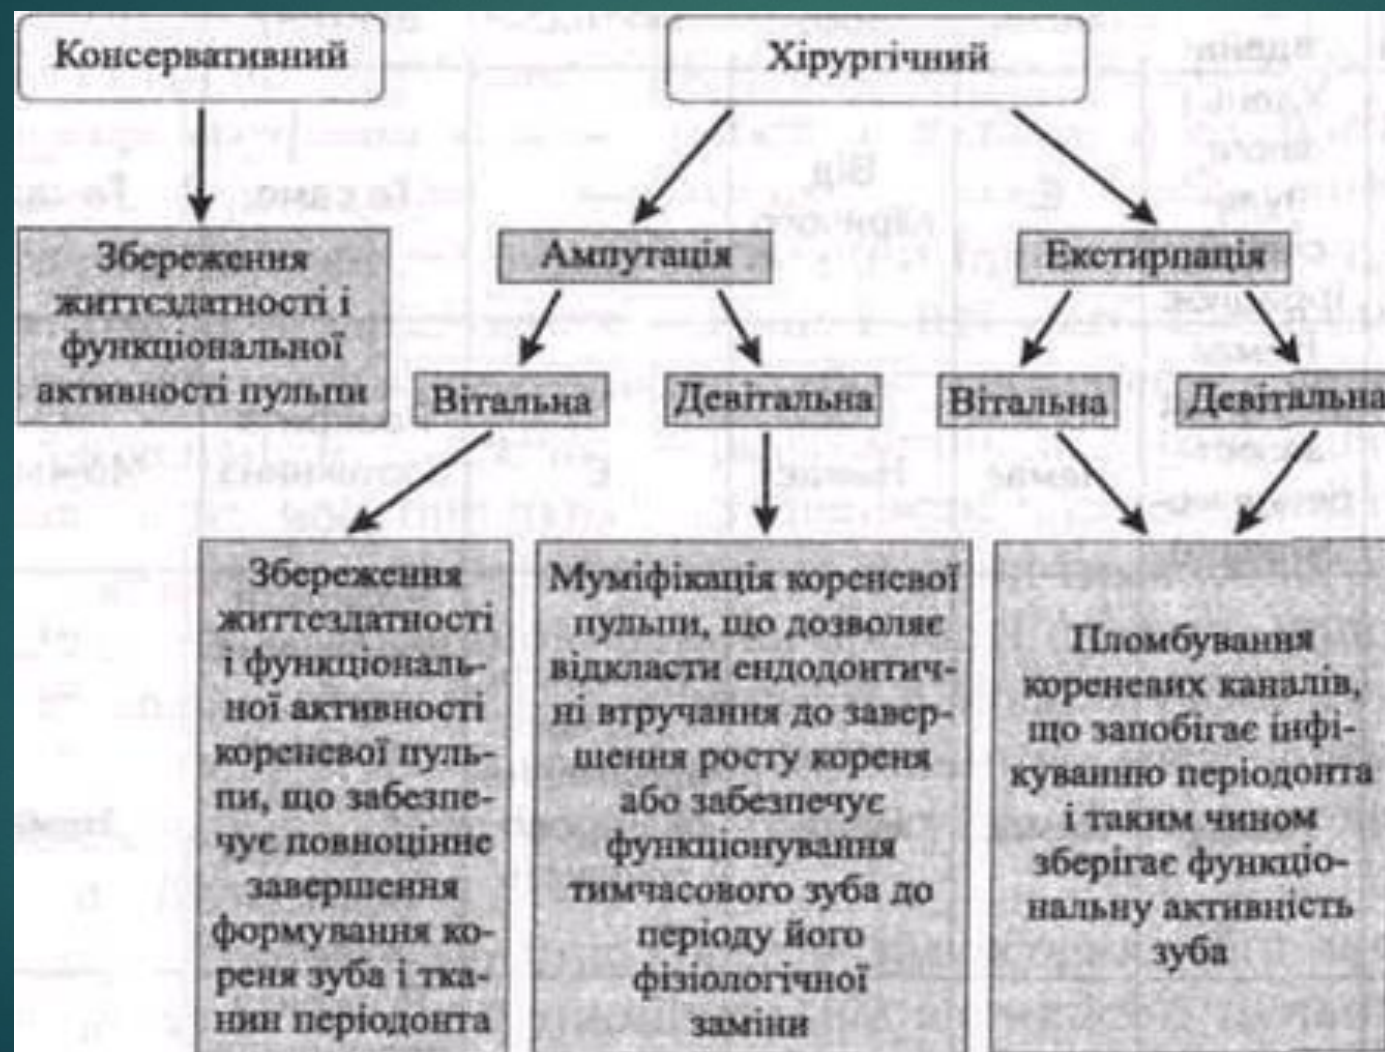 Консервативний
Хірургічний
Збереження
життєздатності і
функціональної
активності пульпи
Ампутація
Екстирпація
Вітальна
Девітальна
Вітальна
Девітальна
Збереження
життєздатності
і функціональ-
ної активності
кореневої пуль-
пи, що забезпе-
чує повноцінне
завершення
формування ко-
реня зуба і тка-
нин періодонта
Муміфікація кореневої
пульпи, що дозволяє
відкласти ендодонтич-
ні втручання до завер-
шення росту кореня
або забезпечує
функціонування
тимчасового зуба до
періоду його
фізіологічної
заміни
Пломбування
кореневих каналів,
що запобігає інфі-
куванню періодонта
і таким чином
зберігає функціо-
нальну активність
зуба